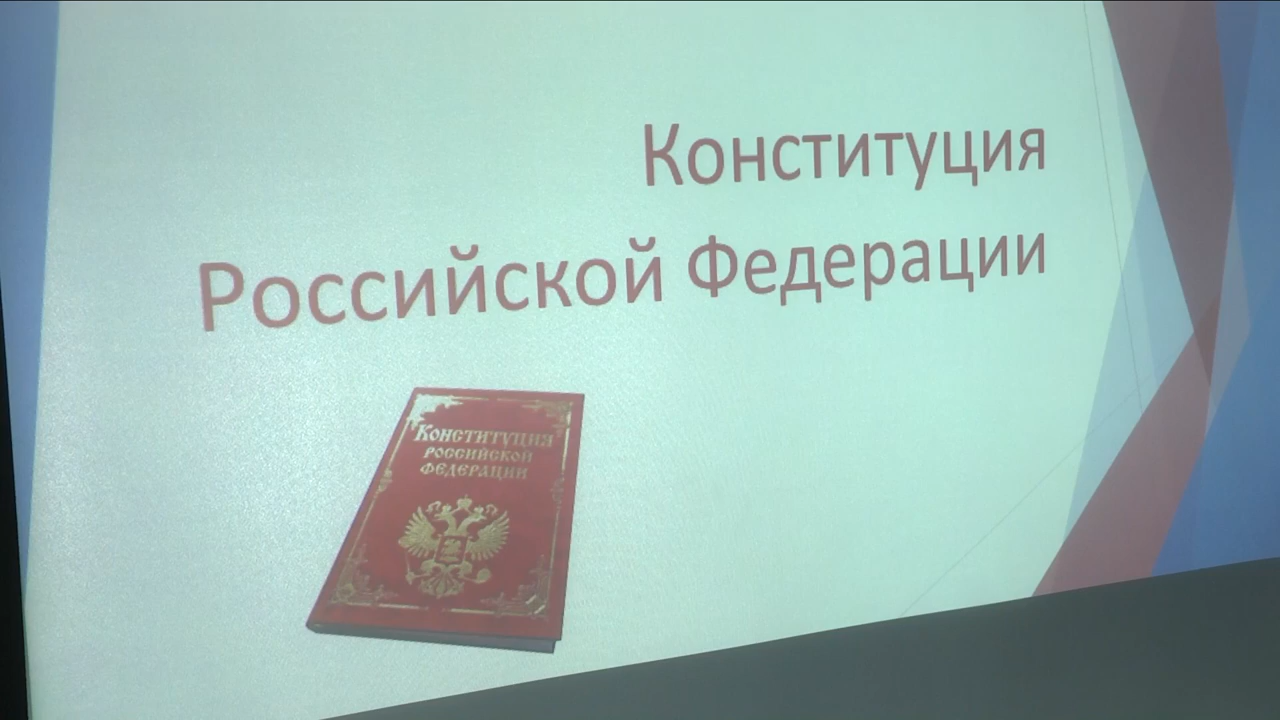 Конституция
Российской Федерации
Конституция
российской
федерации